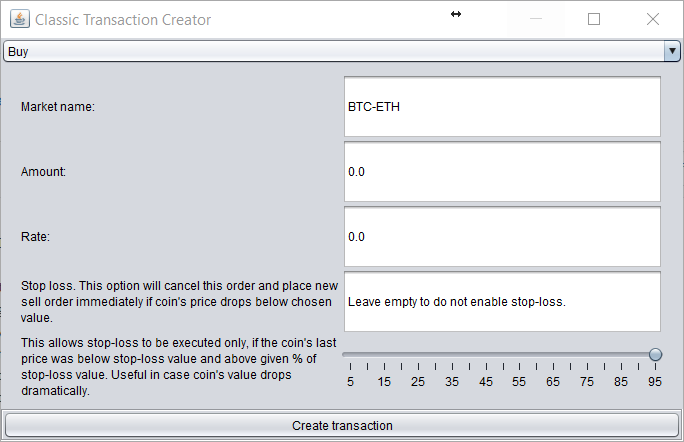 Classic Transaction Creator
Buy
Market name:
BTC-ETH
Amount:
0.0
Rate:
0.0
Stop loss. This option will cancel this order and place new
sell order immediately if coin's price drops below chosen
value.
Leave empty to do not enable stop-loss.
This allows stop-loss to be executed only, if the coin's last
price was below stop-loss value and above given % of
stop-loss value. Useful in case coin's value drops
dramatically.
5 15 25 35 45 55 65 75 85 95
Create transaction